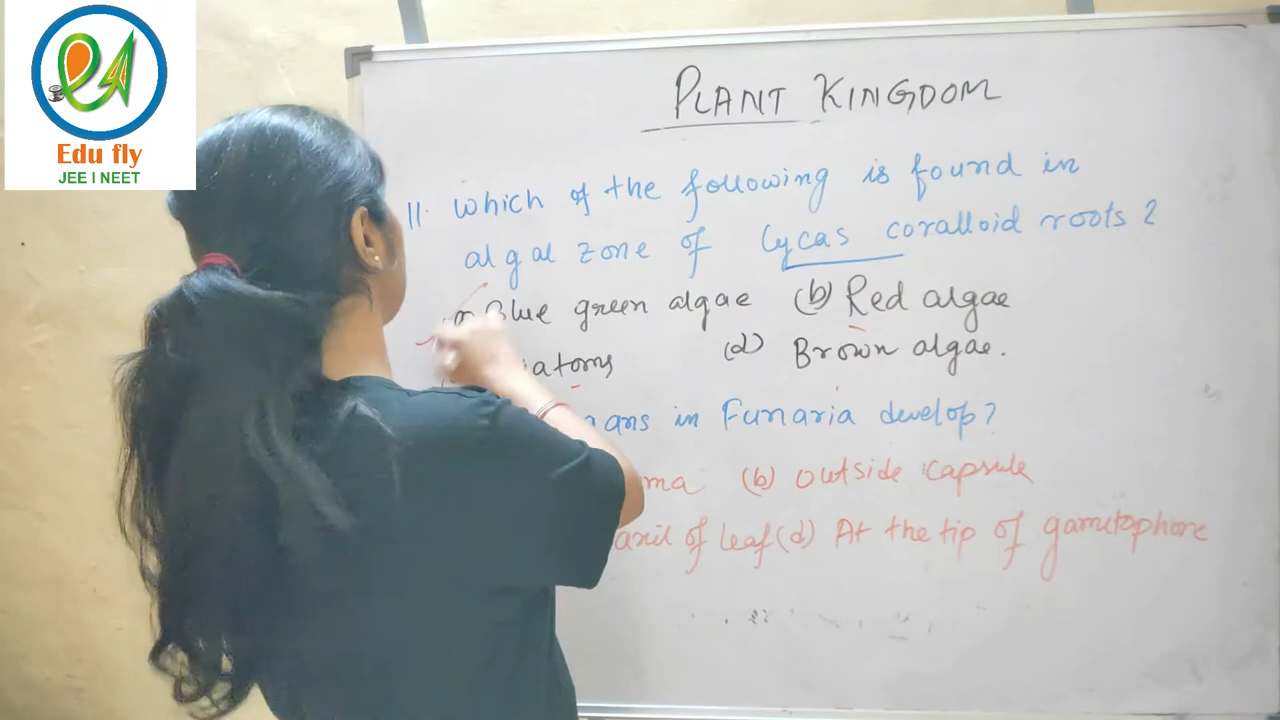 Edu fly
JEE I NEET
PLANT KINGDOM
11. Which of the following is found in
algal zone of Cycas coralloid roots ?
Blue green algae (b) Red algae
(d) Brown algae.
in Funaria develop?
(b) outside capsule
of leaf (d) At the tip of gametophore